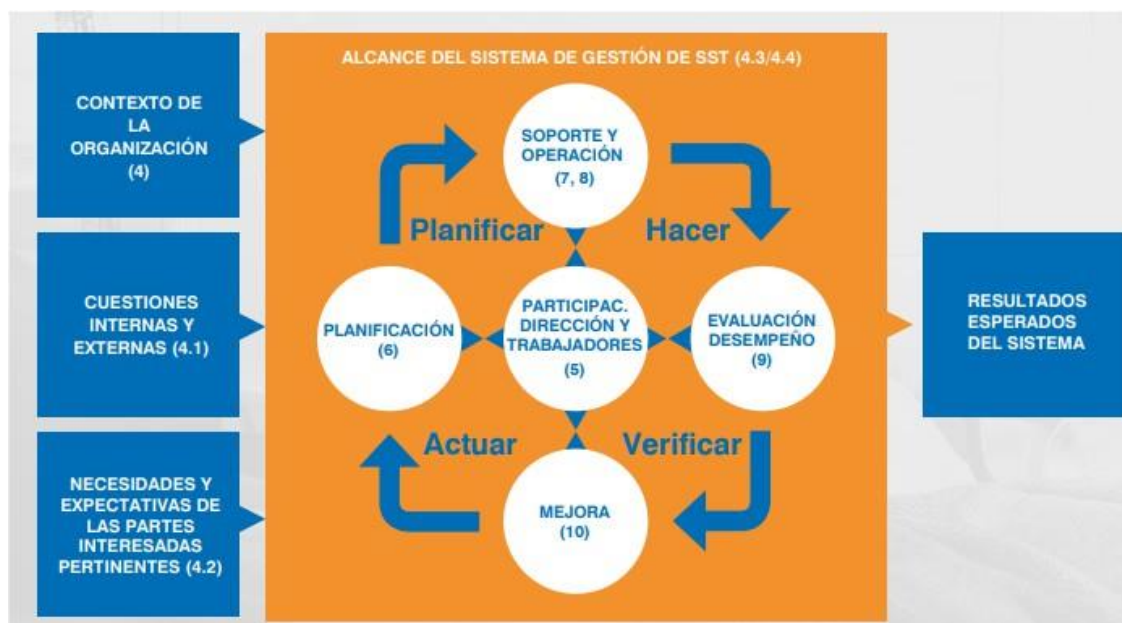 CONTEXTO DE
LA
ORGANIZACIÓN
(4)
CUESTIONES
INTERNAS Y
EXTERNAS (4.1)
NECESIDADES Y
EXPECTATIVAS DE
LAS PARTES
INTERESADAS
PERTINENTES (4.2)
ALCANCE DEL SISTEMA DE GESTIÓN DE SST (4.3/4.4)
SOPORTE Y
OPERACIÓN
(7, 8)
Planificar
Hacer
PLANIFICACIÓN
(6)
PARTICIPAC.
DIRECCIÓN Y
TRABAJADORES
(5)
EVALUACIÓN
DESEMPEÑO
(9)
Actuar
Verificar
MEJORA
(10)
RESULTADOS
ESPERADOS
DEL SISTEMA